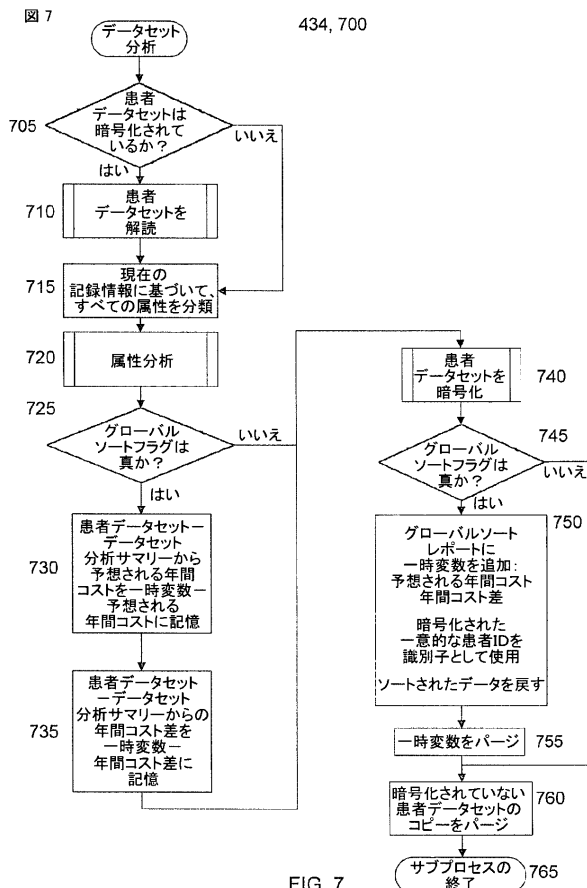 図 7
434, 700
データセット
分析
705
患者
データセットは
暗号化されて
いるか?
いいえ
はい
710
患者
データセットを
解読
715
現在の
記録情報に基づいて、
すべての属性を分類
720
属性分析
725
グローバル
ソートフラグは
真か?
いいえ
はい
730
患者データセットー
データセット
分析サマリーから
予想される年間
コストを一時変数ー
予想される
年間コストに記憶
735
患者データセット
ーデータセット
分析サマリーからの
年間コスト差を
一時変数ー
年間コスト差に
記憶
740
患者
データセットを
暗号化
745
グローバル
ソートフラグは
真か?
いいえ
はい
750
グローバルソート
レポートに
一時変数を追加:
予想される年間コスト
年間コスト差
暗号化された
一意的な患者IDを
識別子として使用
ソートされたデータを戻す
一時変数をパージ
755
暗号化されていない
患者データセットの
コピーをパージ
760
サブプロセスの
終了
765
FIG. 7